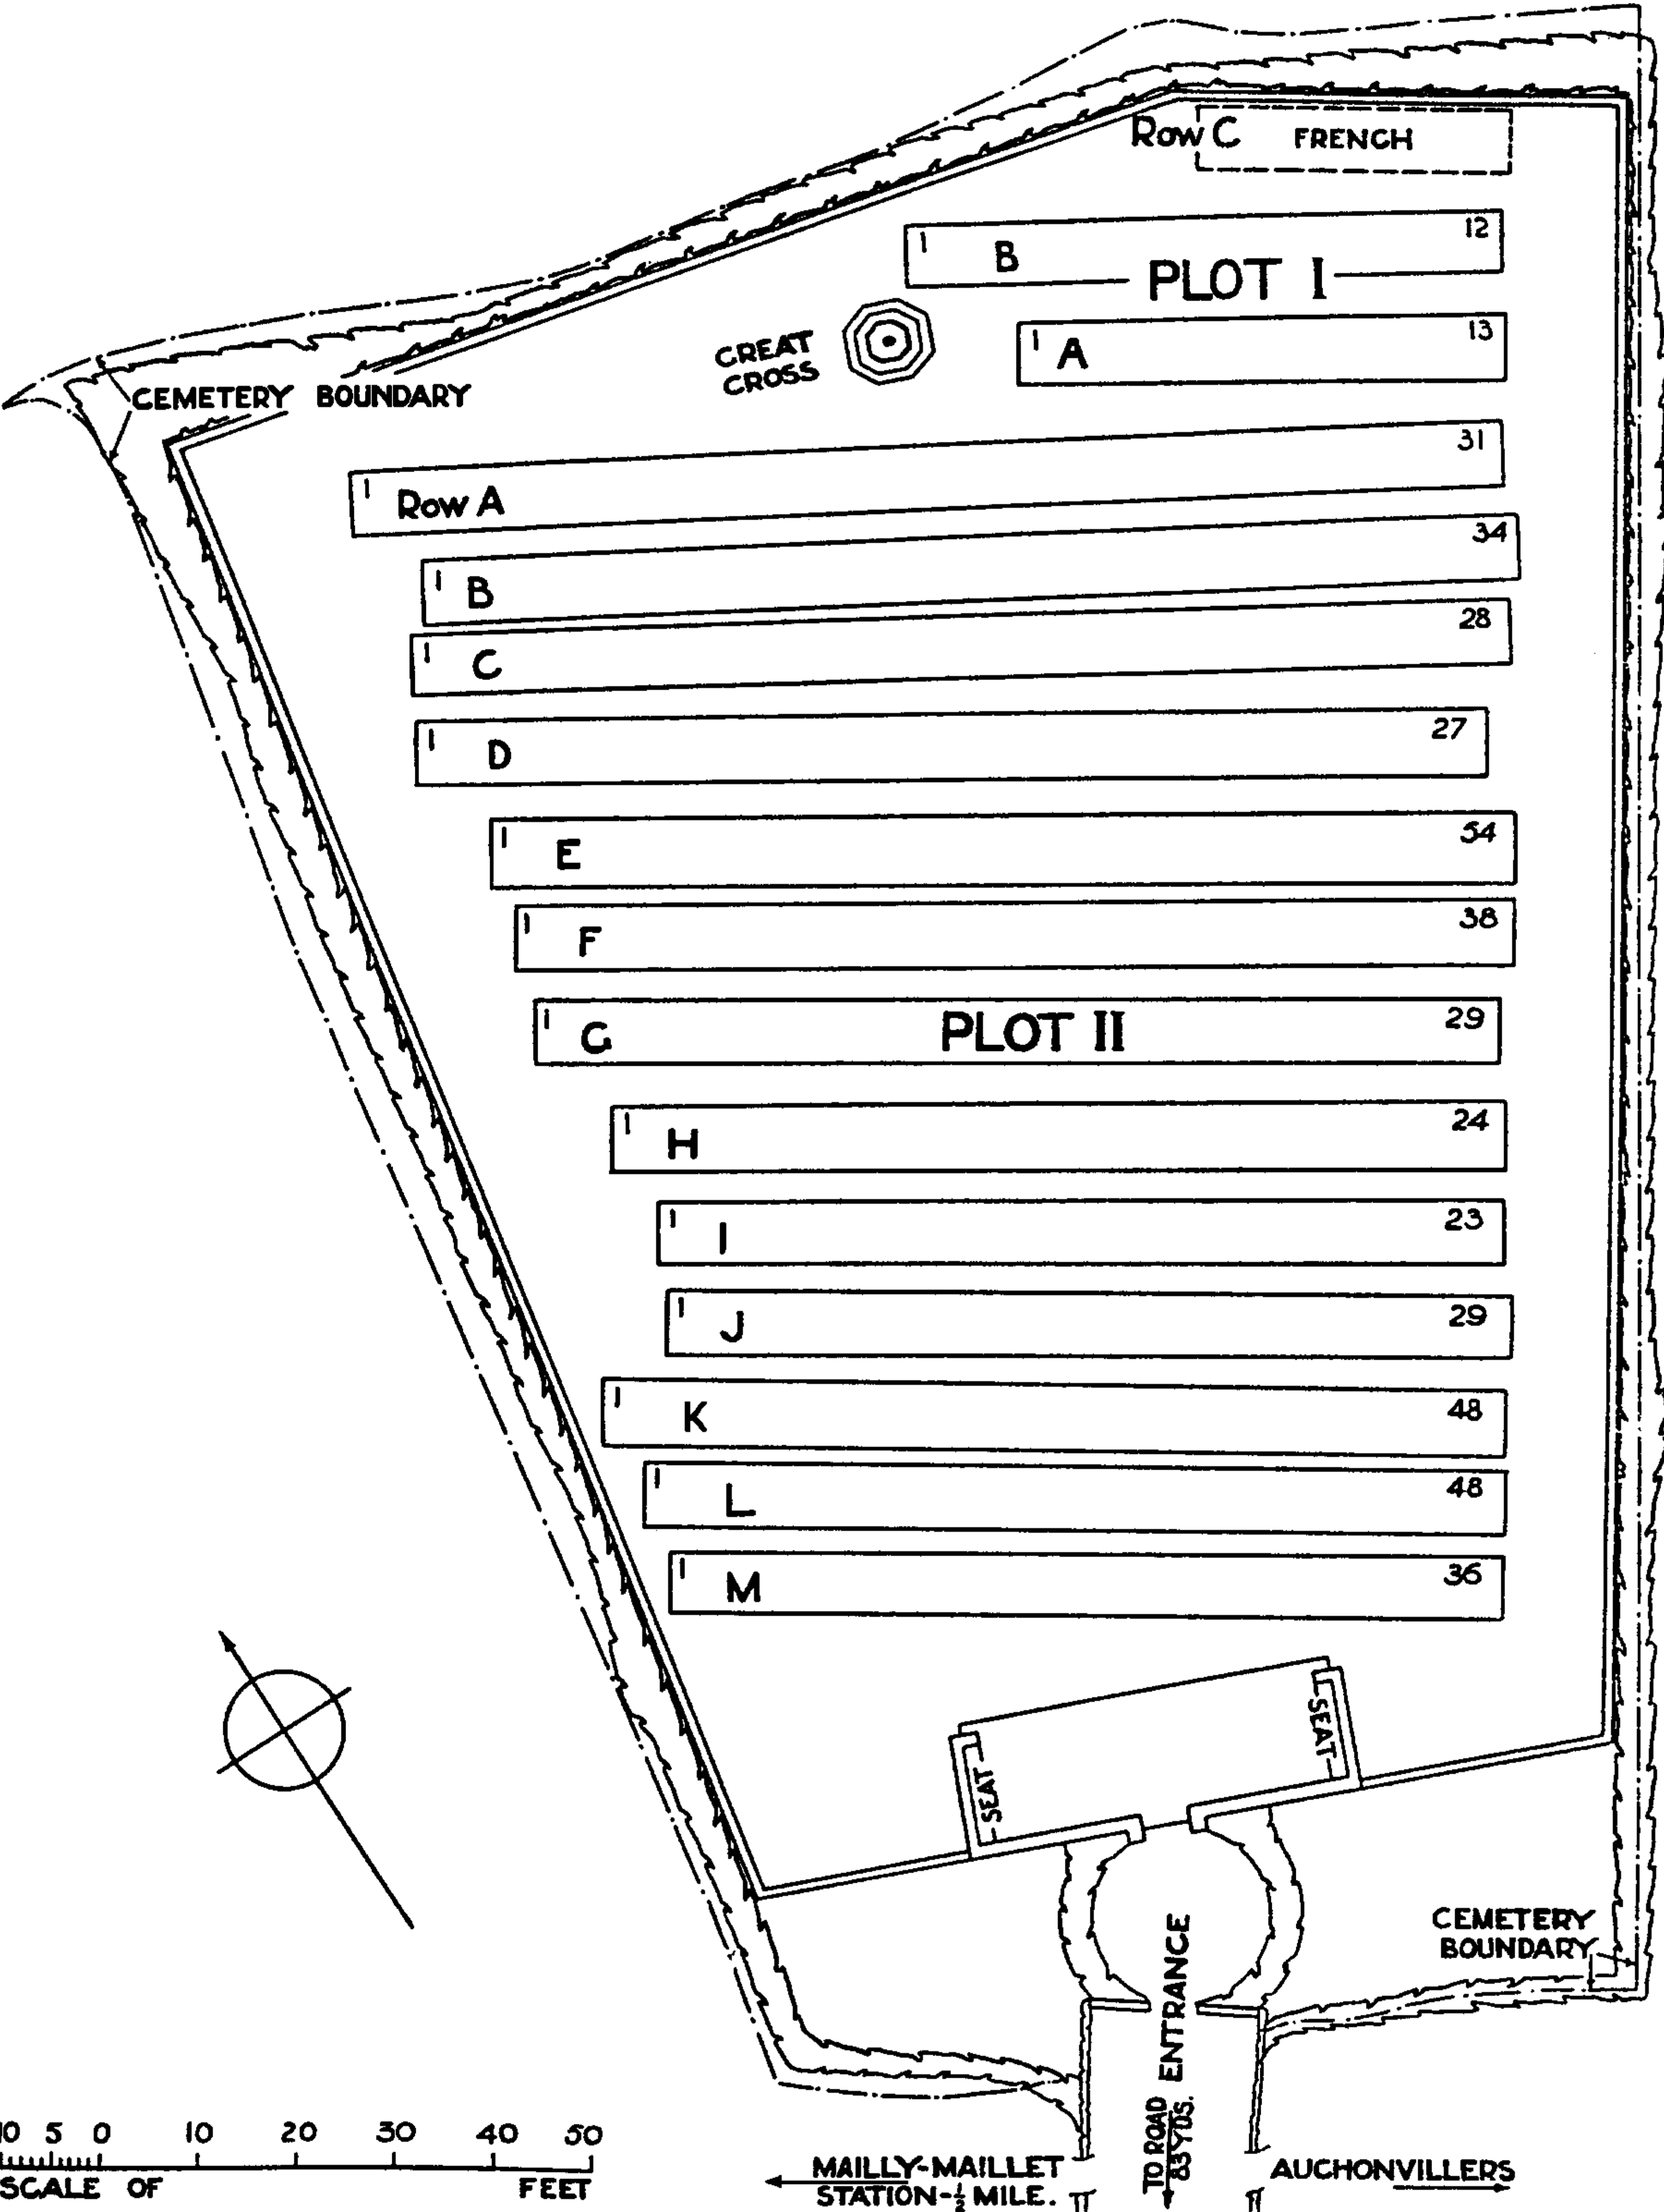 Row C FRENCH
1 B 12
PLOT I
1 A 13
GREAT
CROSS
CEMETERY BOUNDARY
1 Row A 31
1 B 34
1 C 28
1 D 27
1 E 54
1 F 38
1 G PLOT II 29
1 H 24
1 I 23
1 J 29
1 K 48
1 L 48
1 M 36
SEAT
SEAT
CEMETERY
BOUNDARY
ENTRANCE
TO ROAD
83 YDS.
10 5 0 10 20 30 40 50
SCALE OF FEET
MAILLY-MAILLET
STATION-½ MILE.
AUCHONVILLERS